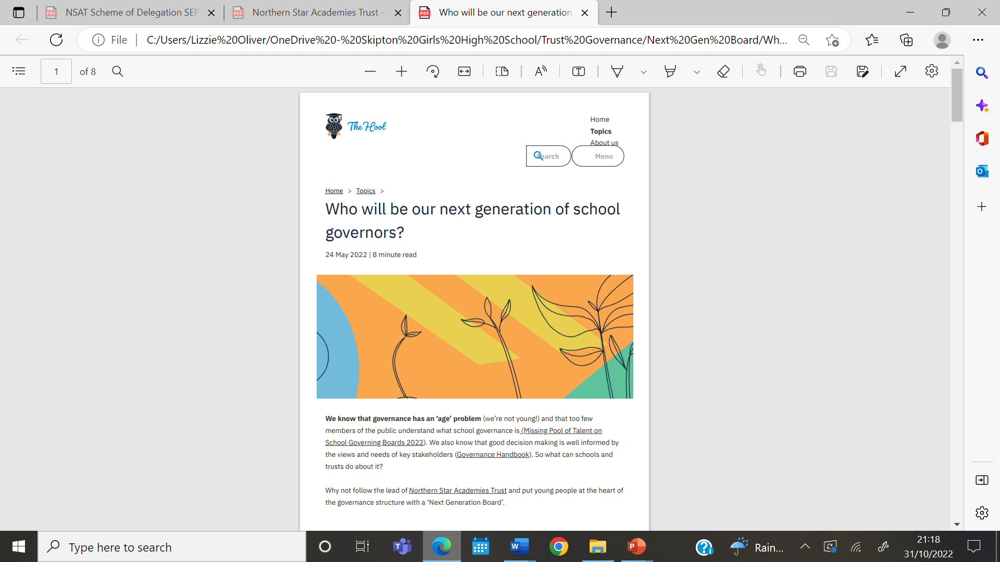 NSAT Scheme of Delegation SEP
Northern Star Academies Trust -
Who will be our next generation
File
C:/Users/Lizzie%20Oliver/OneDrive%20-%20Skipton%20Girls%20High%20School/Trust%20Governance/Next%20Gen%20Board/Wh...
1 of 8
The Hoot
Home
Topics
About us
Search
Menu
Home > Topics >
Who will be our next generation of school
governors?
24 May 2022 | 8 minute read
We know that governance has an ‘age’ problem (we’re not young!) and that too few
members of the public understand what school governance is (Missing Pool of Talent on
School Governing Boards 2022). We also know that good decision making is well informed by
the views and needs of key stakeholders (Governance Handbook). So what can schools and
trusts do about it?
Why not follow the lead of Northern Star Academies Trust and put young people at the heart of
the governance structure with a ‘Next Generation Board’.
Type here to search
Rain...
21:18
31/10/2022